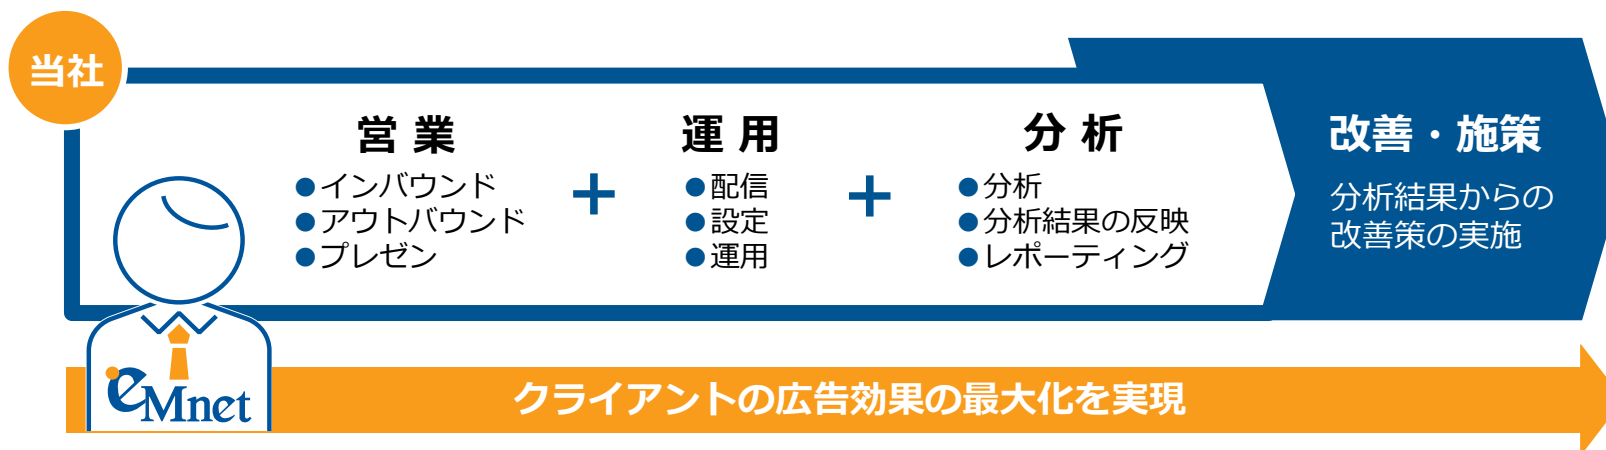 当社
営業
●インバウンド
●アウトバウンド
●プレゼン
＋
運用
●配信
●設定
●運用
＋
分析
●分析
●分析結果の反映
●レポーティング
改善・施策
分析結果からの
改善策の実施
eMnet
クライアントの広告効果の最大化を実現